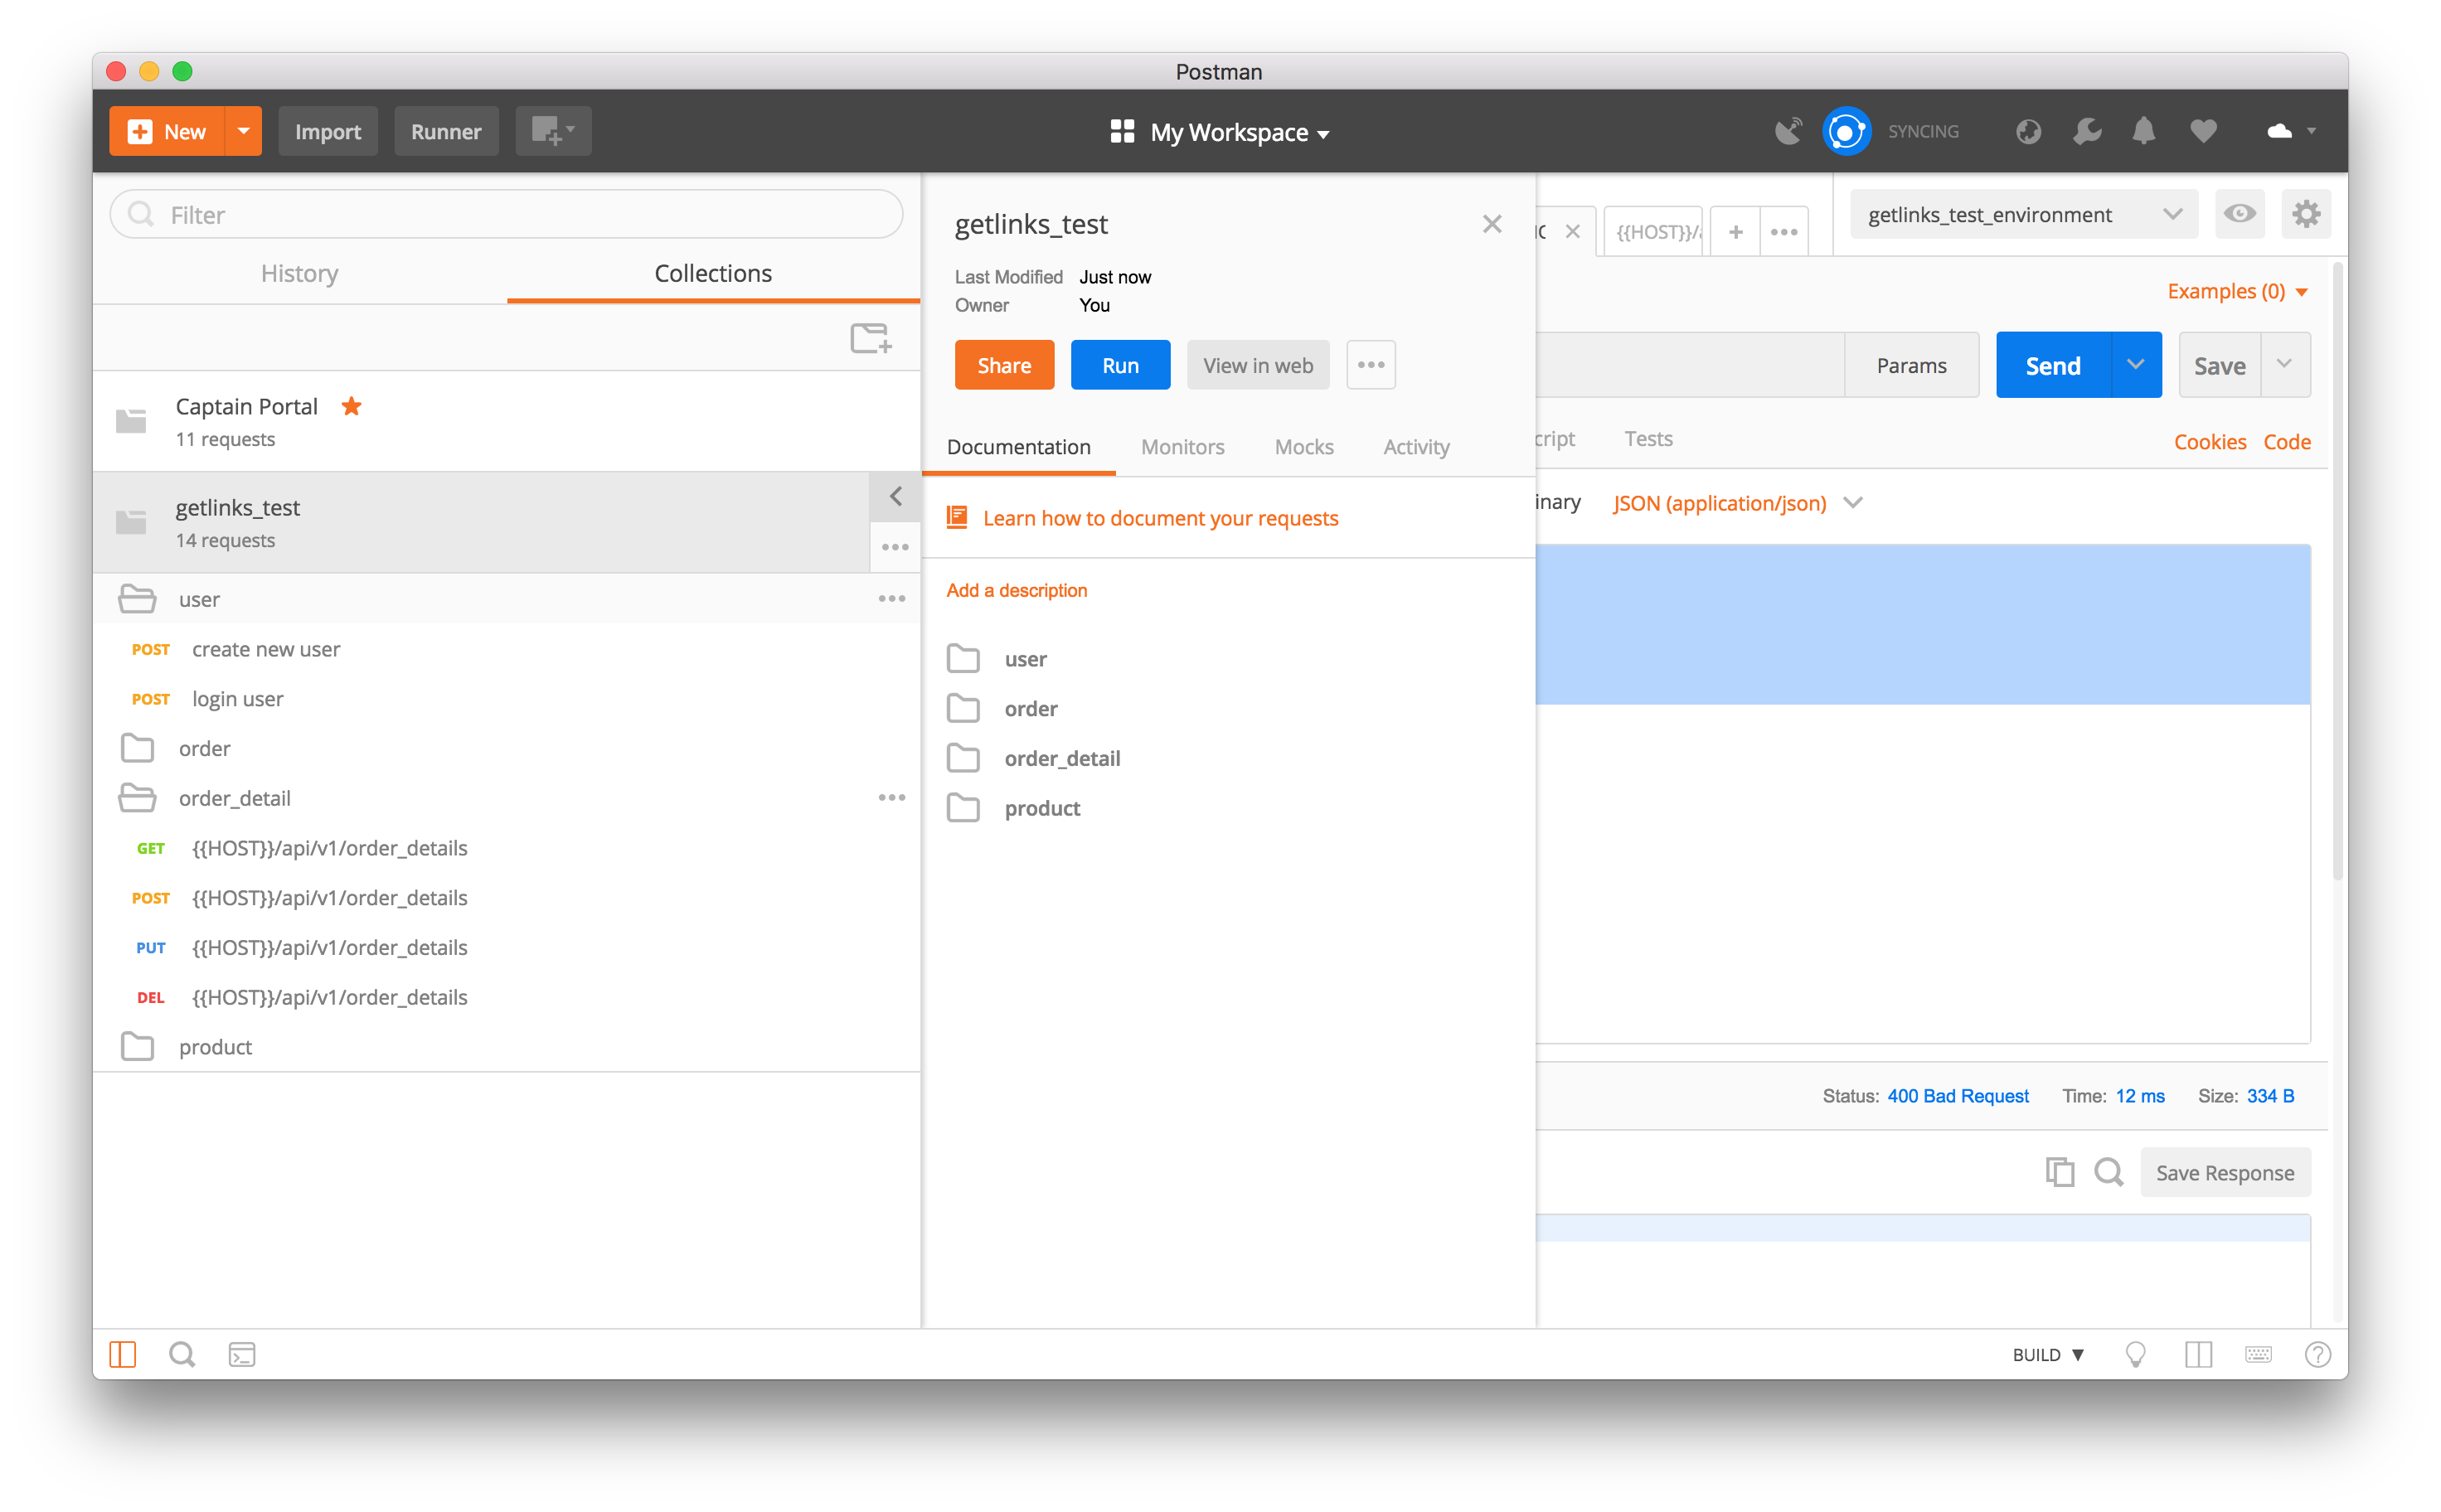 Postman
New
Import
Runner
My Workspace
SYNCING
Filter
History
Collections
Captain Portal
11 requests
getlinks_test
14 requests
user
POST create new user
POST login user
order
order_detail
GET {{HOST}}/api/v1/order_details
POST {{HOST}}/api/v1/order_details
PUT {{HOST}}/api/v1/order_details
DEL {{HOST}}/api/v1/order_details
product
getlinks_test
Last Modified Just now
Owner You
Share
Run
View in web
Documentation
Monitors
Mocks
Activity
Learn how to document your requests
Add a description
user
order
order_detail
product
{{HOST}}/
getlinks_test_environment
Examples (0)
Params
Send
Save
cript
Tests
Cookies
Code
inary
JSON (application/json)
Status: 400 Bad Request
Time: 12 ms
Size: 334 B
Save Response
BUILD